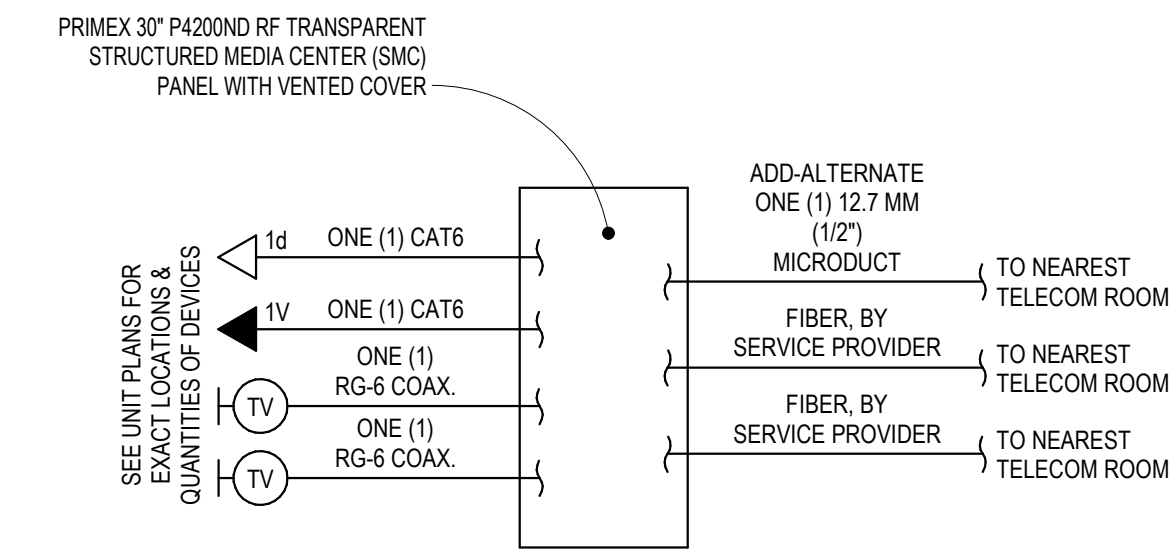 PRIMEX 30" P4200ND RF TRANSPARENT
STRUCTURED MEDIA CENTER (SMC)
PANEL WITH VENTED COVER
SEE UNIT PLANS FOR
EXACT LOCATIONS &
QUANTITIES OF DEVICES
1d
ONE (1) CAT6
1V
ONE (1) CAT6
TV
ONE (1)
RG-6 COAX.
TV
ONE (1)
RG-6 COAX.
ADD-ALTERNATE
ONE (1) 12.7 MM
(1/2")
MICRODUCT
TO NEAREST
TELECOM ROOM
FIBER, BY
SERVICE PROVIDER
TO NEAREST
TELECOM ROOM
FIBER, BY
SERVICE PROVIDER
TO NEAREST
TELECOM ROOM